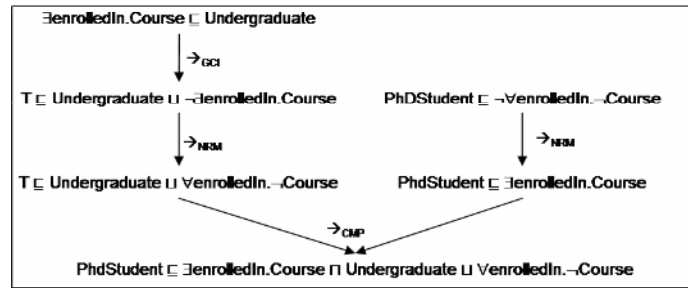 ∃enrolledIn.Course ⊑ Undergraduate
→GCI
T ⊑ Undergraduate ⊔ ¬∃enrolledIn.Course
PhDStudent ⊑ ¬∀enrolledIn.¬Course
→NRM
→NRM
T ⊑ Undergraduate ⊔ ∀enrolledIn.¬Course
PhdStudent ⊑ ∃enrolledIn.Course
→CMP
PhdStudent ⊑ ∃enrolledIn.Course ⊓ Undergraduate ⊔ ∀enrolledIn.¬Course